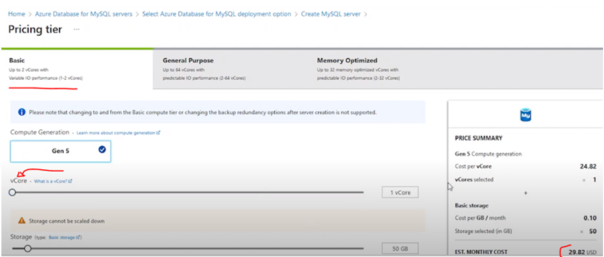 Home > Azure Database for MySQL servers > Select Azure Database for MySQL deployment option > Create MySQL server >
Pricing tier ...
Basic
Up to 2 vCores with
Variable IO performance (1-2 vCores)
General Purpose
Up to 64 vCores with
predictable IO performance (2-64 vCores)
Memory Optimized
Up to 32 memory optimized vCores with
predictable IO performance (2-32 vCores)
Please note that changing to and from the Basic compute tier or changing the backup redundancy options after server creation is not supported.
Compute Generation - Learn more about compute generation
Gen 5
vCore - What is a vCore?
1 vCore
Storage cannot be scaled down
Storage (type: Basic Storage)
50 GB
My
PRICE SUMMARY
Gen 5 Compute generation
Cost per vCore 24.82
vCores selected × 1
+
Basic storage
Cost per GB / month 0.10
Storage selected (in GB) × 50
EST. MONTHLY COST 29.82 USD